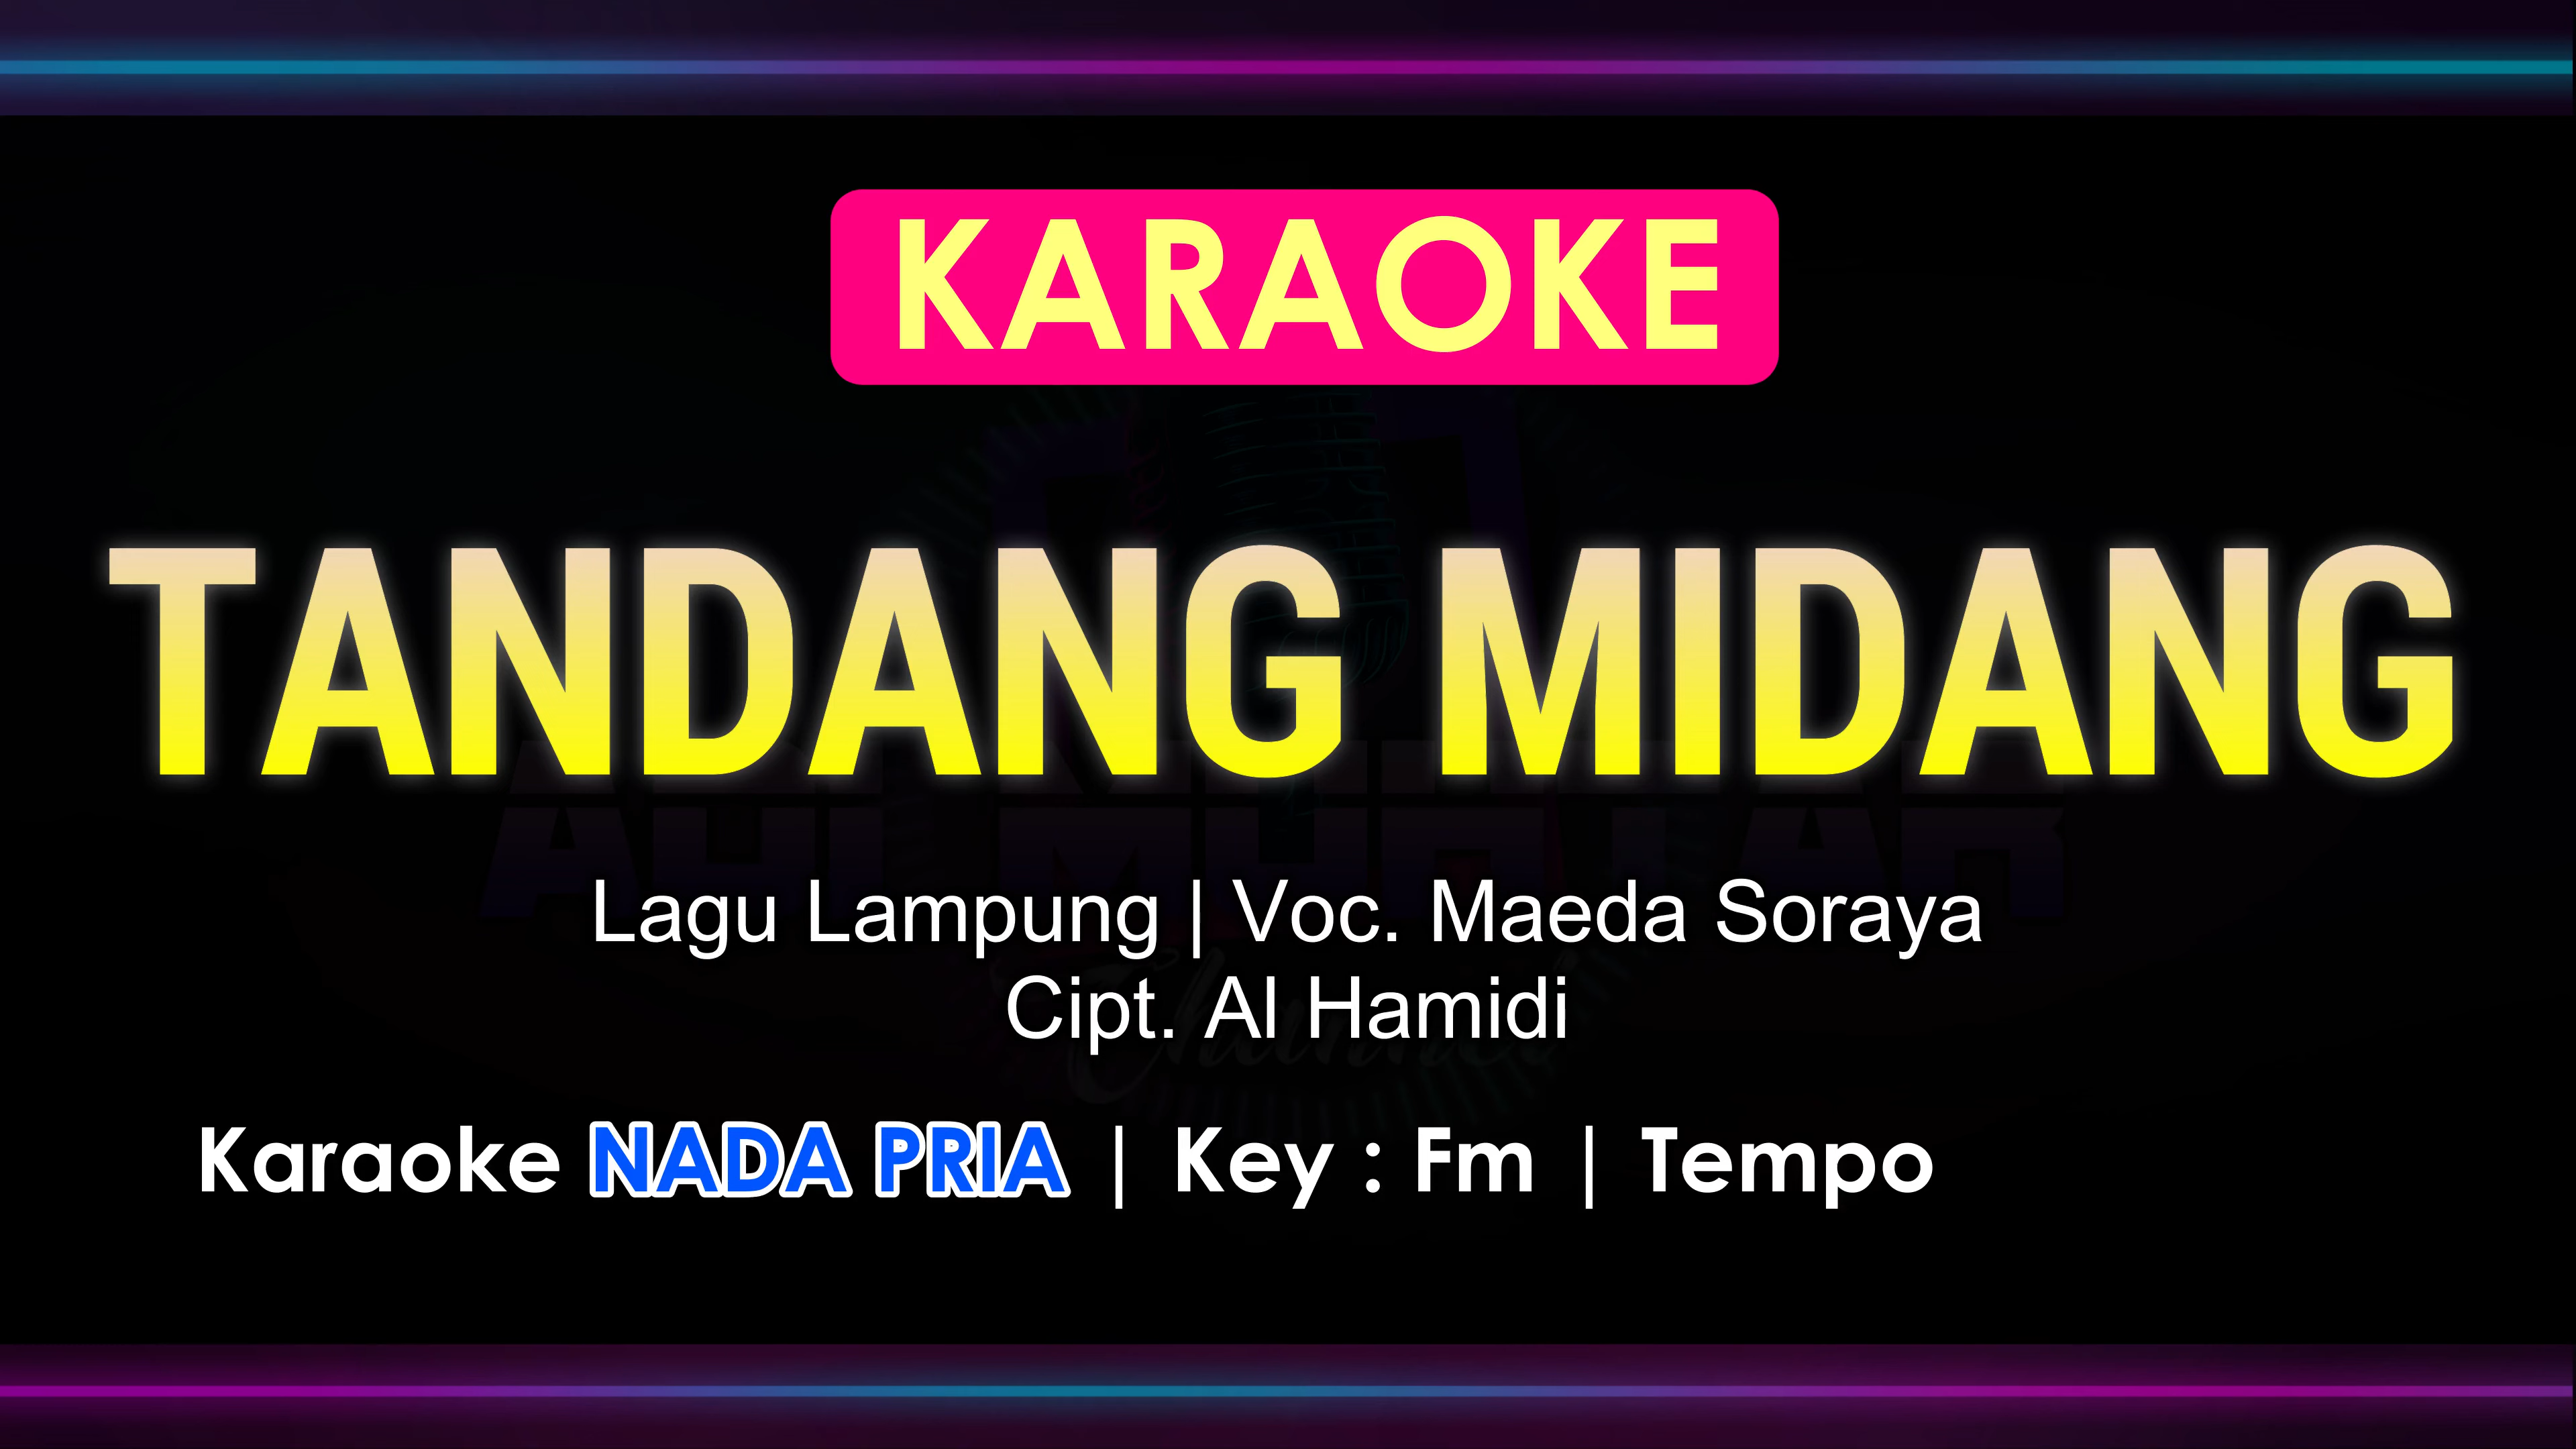 KARAOKE
TANDANG MIDANG
Lagu Lampung | Voc. Maeda Soraya
Cipt. Al Hamidi
Karaoke NADA PRIA | Key : Fm | Tempo